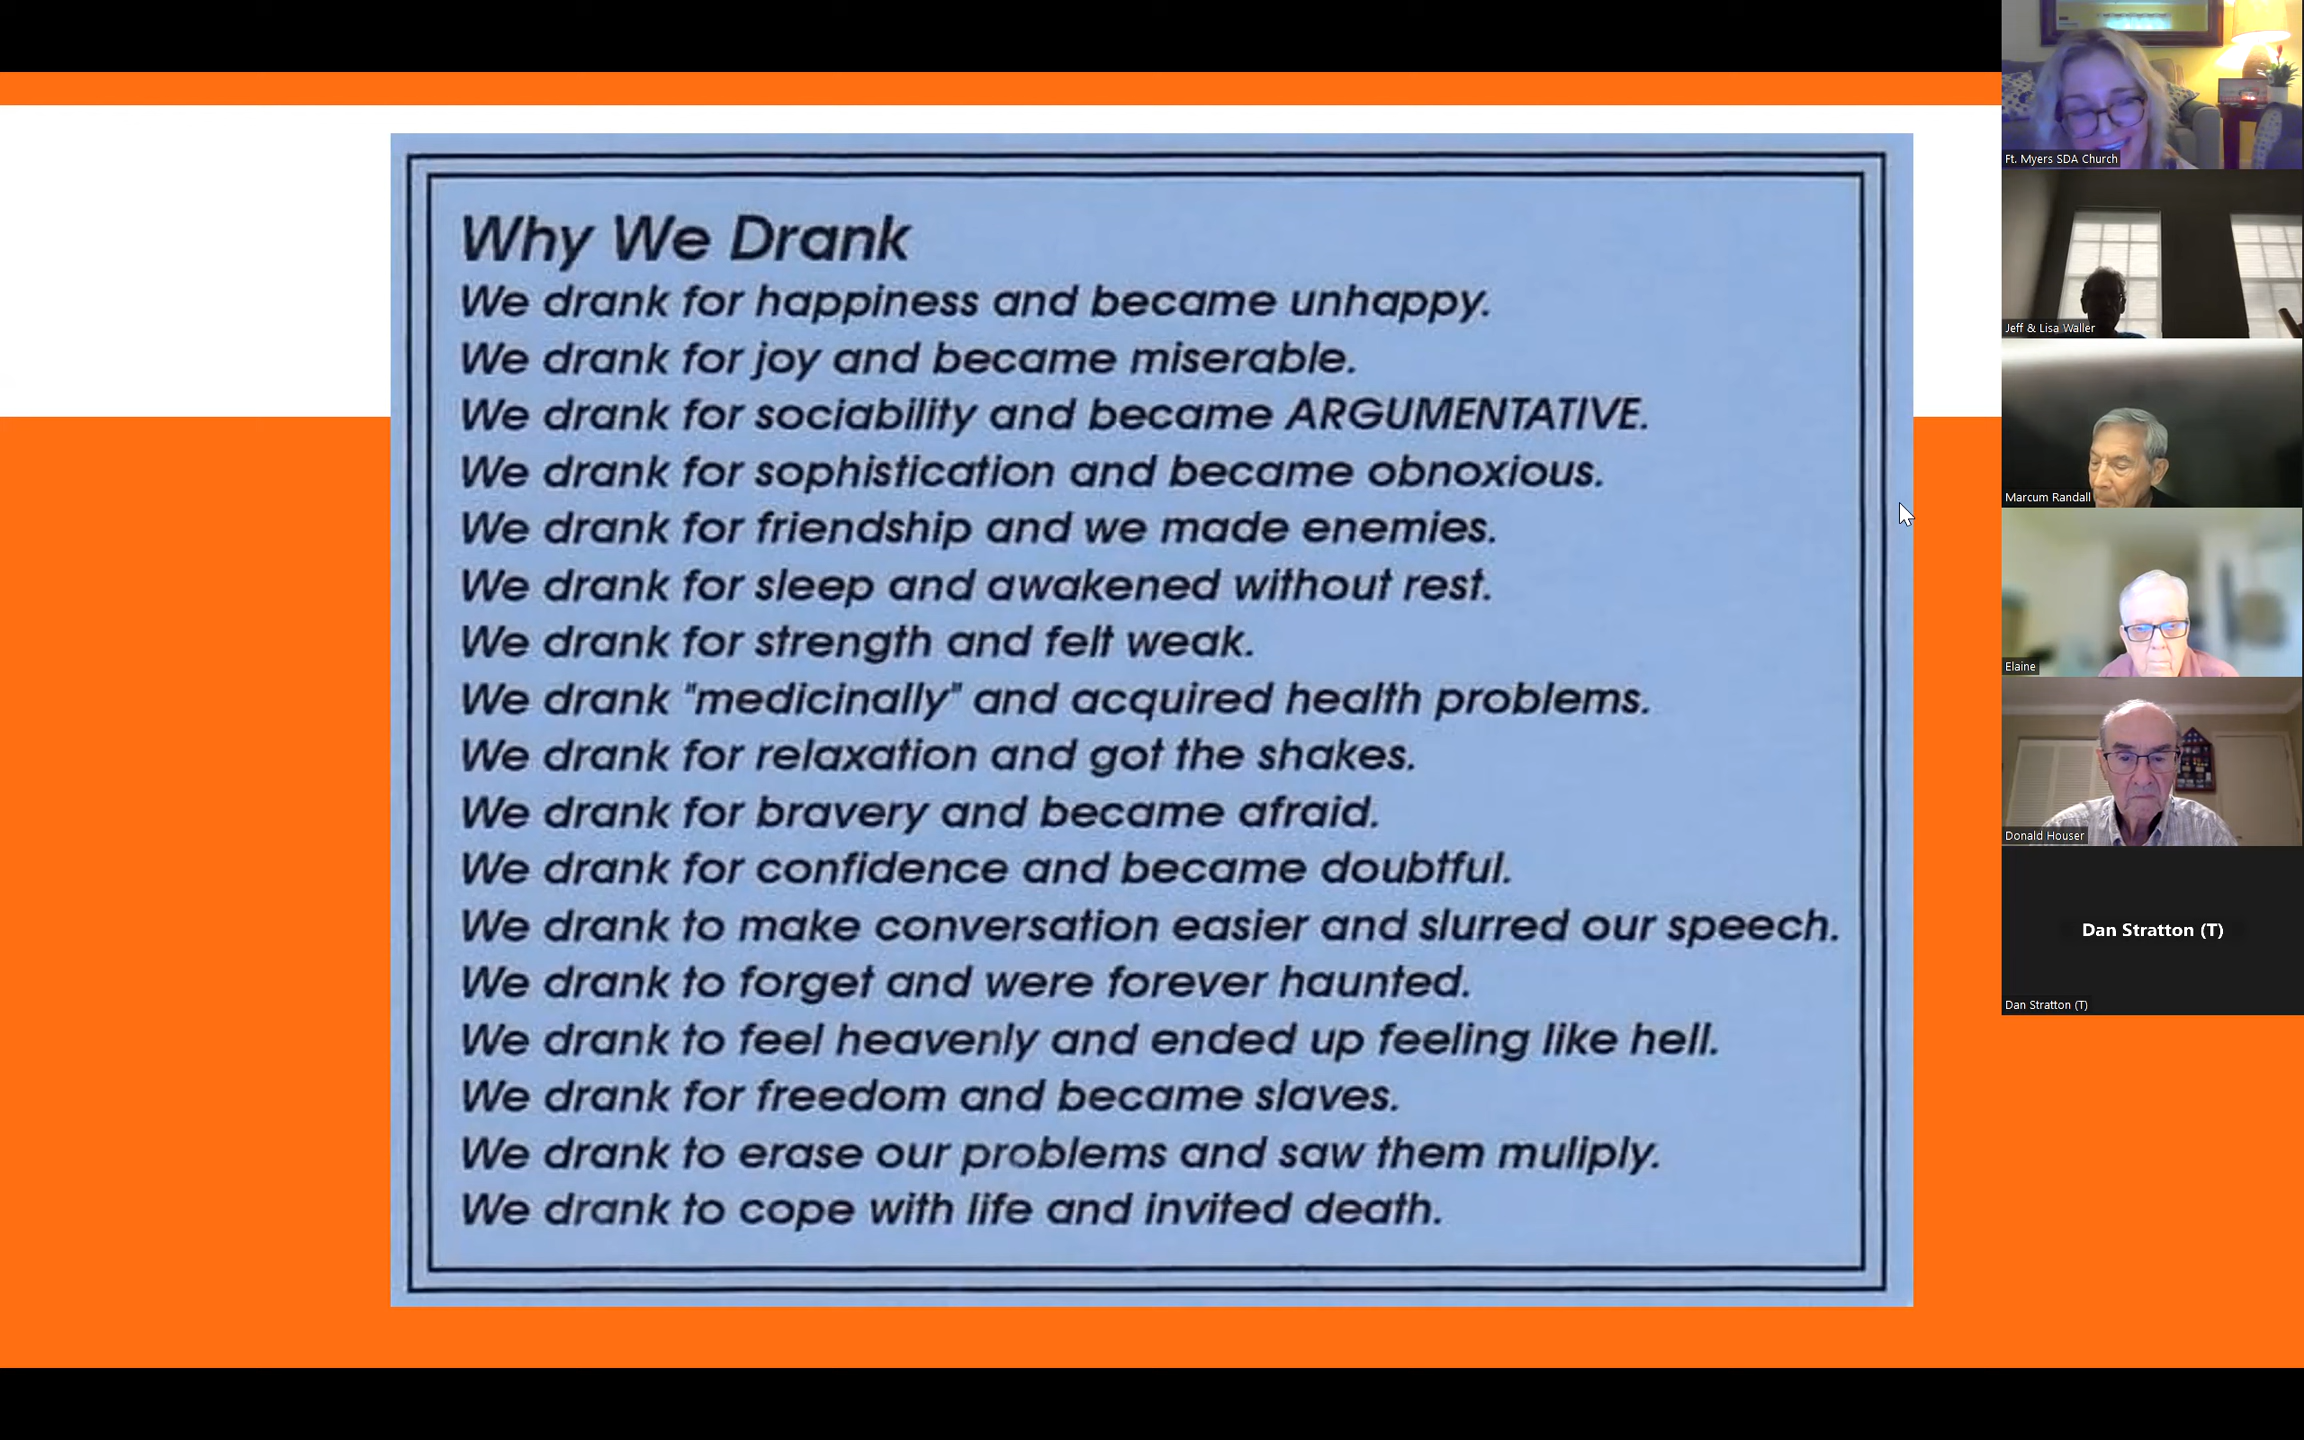 Why We Drank
We drank for happiness and became unhappy.
We drank for joy and became miserable.
We drank for sociability and became ARGUMENTATIVE.
We drank for sophistication and became obnoxious.
We drank for friendship and we made enemies.
We drank for sleep and awakened without rest.
We drank for strength and felt weak.
We drank "medicinally" and acquired health problems.
We drank for relaxation and got the shakes.
We drank for bravery and became afraid.
We drank for confidence and became doubtful.
We drank to make conversation easier and slurred our speech.
We drank to forget and were forever haunted.
We drank to feel heavenly and ended up feeling like hell.
We drank for freedom and became slaves.
We drank to erase our problems and saw them muliply.
We drank to cope with life and invited death.
Ft. Myers SDA Church
Jeff & Lisa Waller
Marcum Randall
Elaine
Donald Houser
Dan Stratton (T)
Dan Stratton (T)